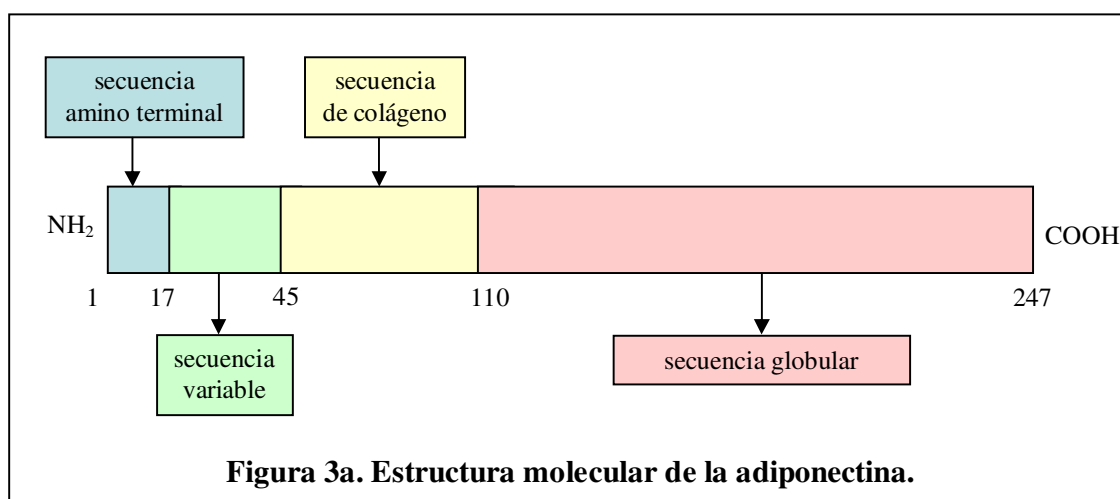 secuencia
amino terminal
secuencia
de colágeno
NH₂
COOH
1 17 45 110 247
secuencia
variable
secuencia globular
Figura 3a. Estructura molecular de la adiponectina.